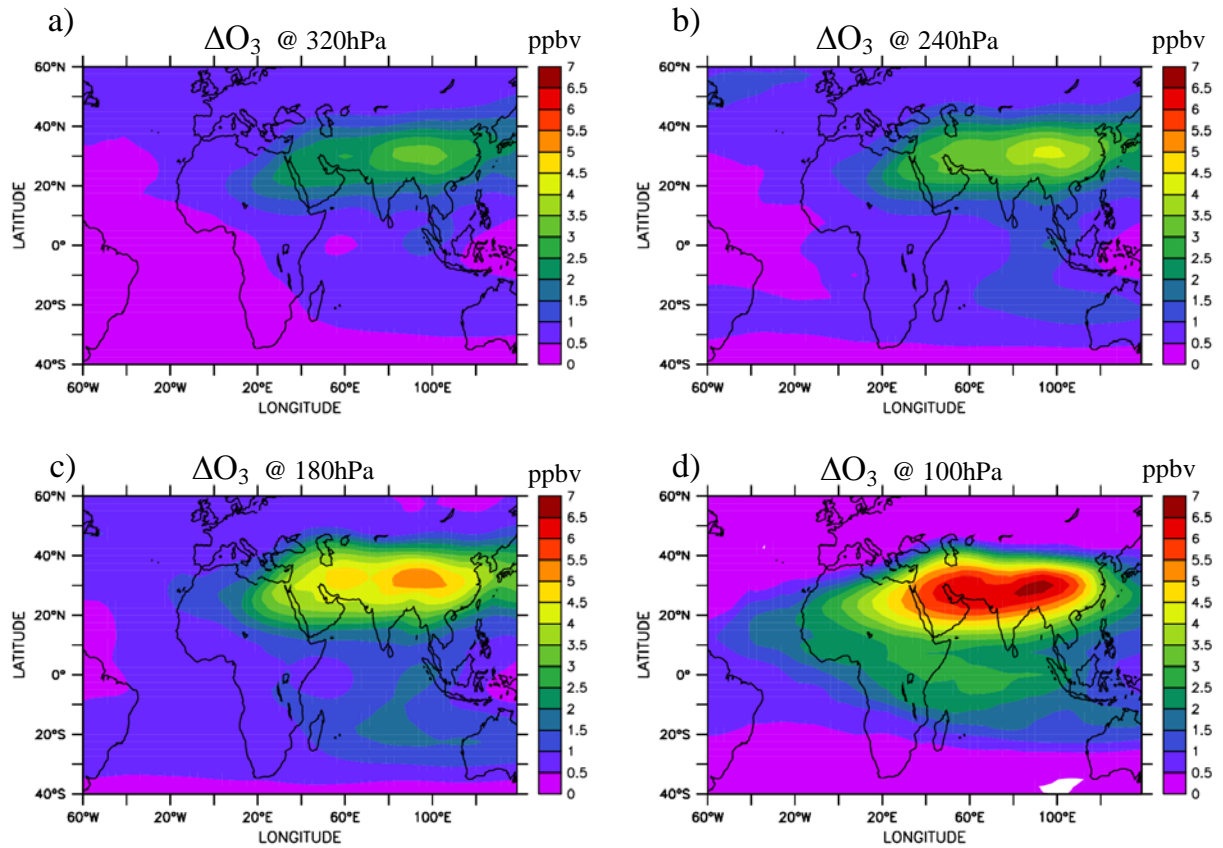 a)
ΔO₃ @ 320hPa
ppbv
60°N
40°N
20°N
0°
20°S
40°S
LATITUDE
60°W
20°W
20°E
60°E
100°E
LONGITUDE
7
6.5
6
5.5
5
4.5
4
3.5
3
2.5
2
1.5
1
0.5
0
b)
ΔO₃ @ 240hPa
ppbv
60°N
40°N
20°N
0°
20°S
40°S
LATITUDE
60°W
20°W
20°E
60°E
100°E
LONGITUDE
7
6.5
6
5.5
5
4.5
4
3.5
3
2.5
2
1.5
1
0.5
0
c)
ΔO₃ @ 180hPa
ppbv
60°N
40°N
20°N
0°
20°S
40°S
LATITUDE
60°W
20°W
20°E
60°E
100°E
LONGITUDE
7
6.5
6
5.5
5
4.5
4
3.5
3
2.5
2
1.5
1
0.5
0
d)
ΔO₃ @ 100hPa
ppbv
60°N
40°N
20°N
0°
20°S
40°S
LATITUDE
60°W
20°W
20°E
60°E
100°E
LONGITUDE
7
6.5
6
5.5
5
4.5
4
3.5
3
2.5
2
1.5
1
0.5
0